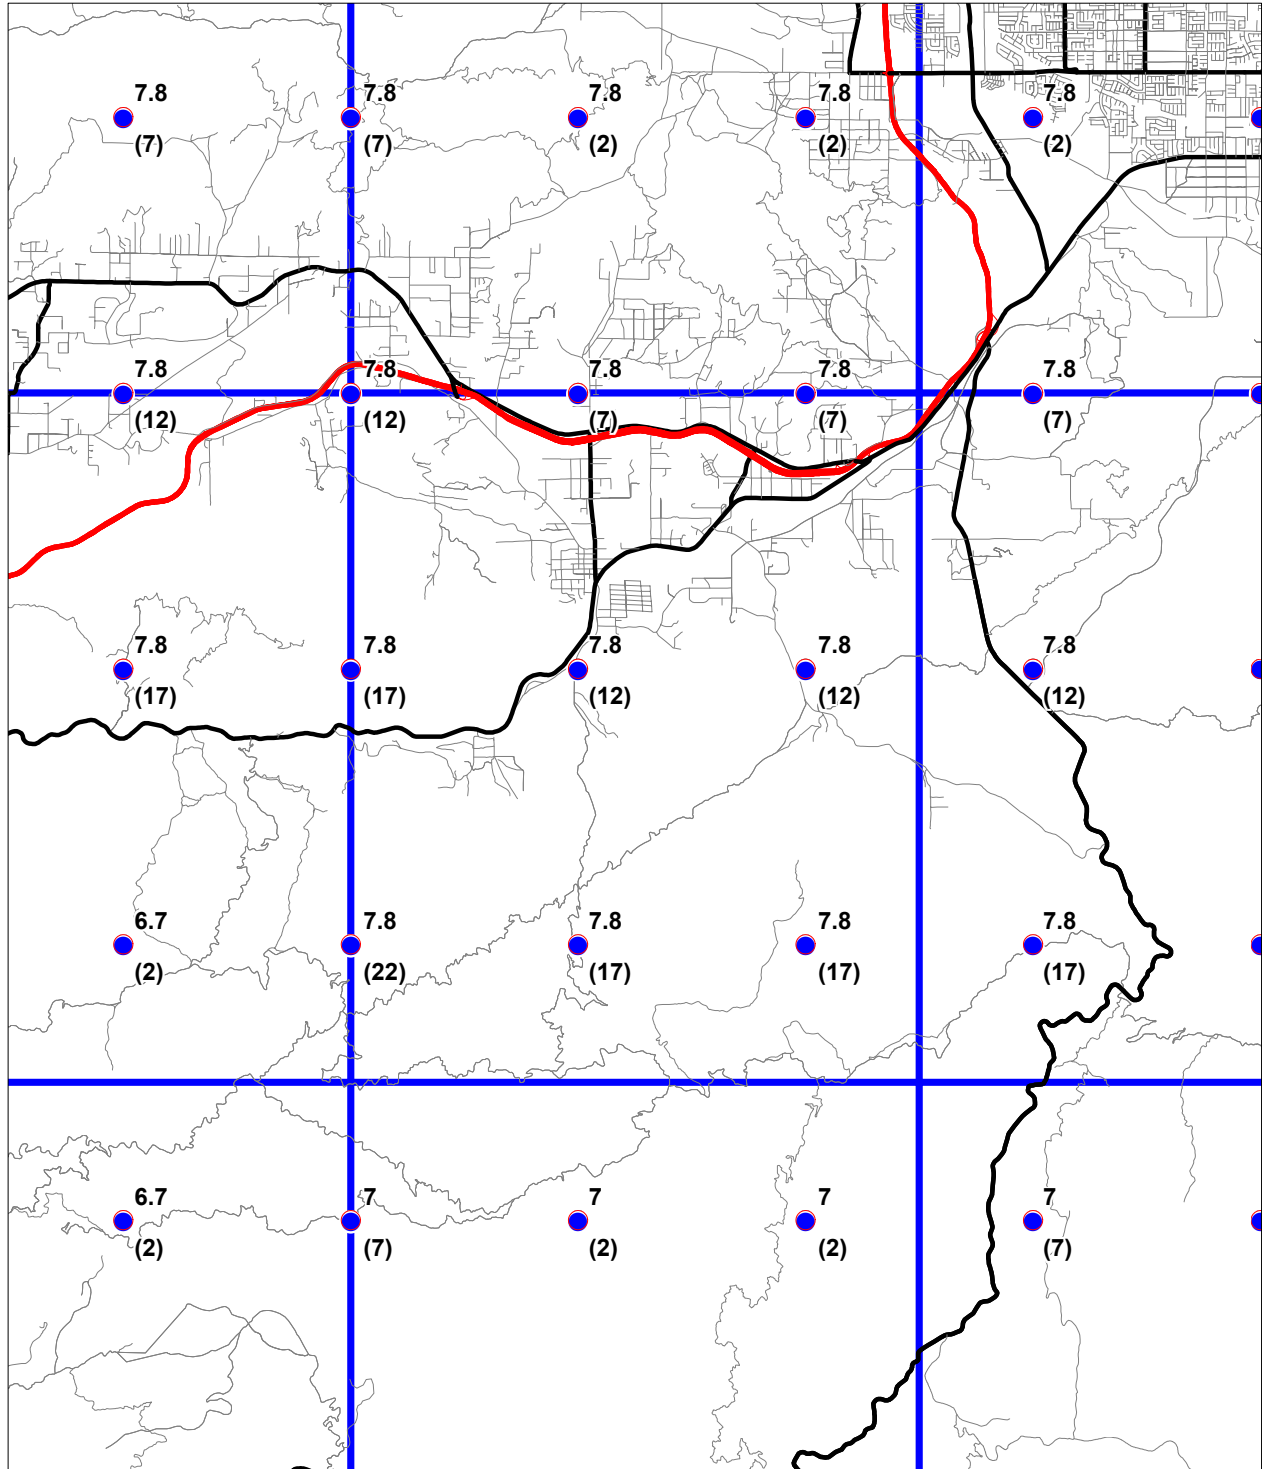 7.8 7.8 7.8 7.8 7.8
(7) (7) (2) (2) (2)
7.8 7.8 7.8 7.8 7.8
(12) (12) (7) (7) (7)
7.8 7.8 7.8 7.8 7.8
(17) (17) (12) (12) (12)
6.7 7.8 7.8 7.8 7.8
(2) (22) (17) (17) (17)
6.7 7 7 7 7
(2) (7) (2) (2) (7)